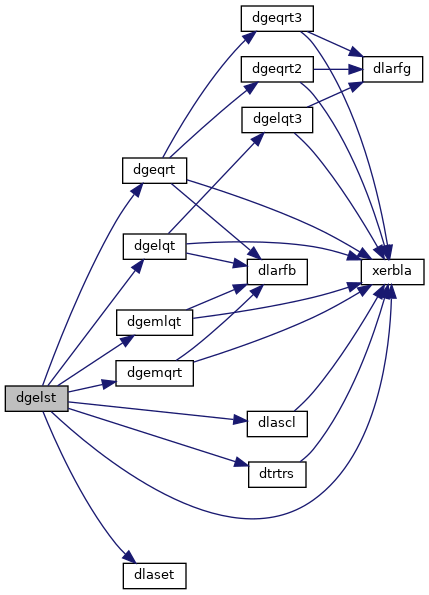 dgeqrt3
dgeqrt2
dlarfg
dgelqt3
dgeqrt
dgelqt
dlarfb
xerbla
dgemlqt
dgemqrt
dgelst
dlascl
dtrtrs
dlaset